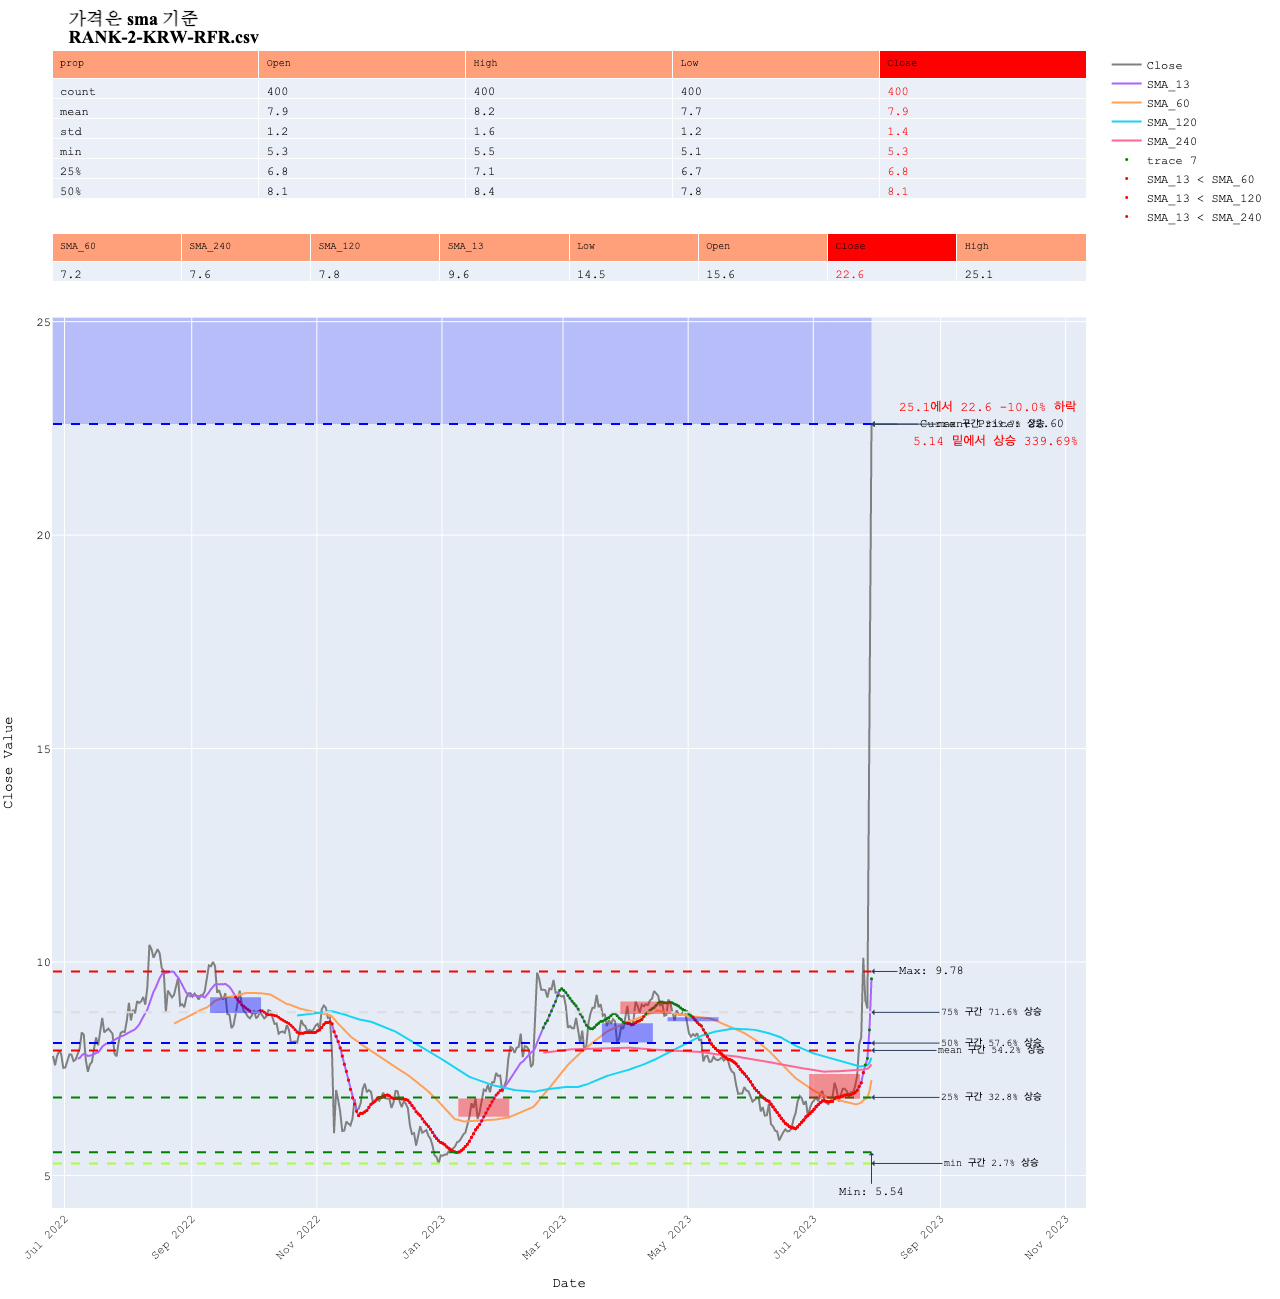 가격은 sma 기준
RANK-2-KRW-RFR.csv
prop Open High Low Close
count 400 400 400 400
mean 7.9 8.2 7.7 7.9
std 1.2 1.6 1.2 1.4
min 5.3 5.5 5.1 5.3
25% 6.8 7.1 6.7 6.8
50% 8.1 8.4 7.8 8.1
Close
SMA_13
SMA_60
SMA_120
SMA_240
trace 7
SMA_13 < SMA_60
SMA_13 < SMA_120
SMA_13 < SMA_240
SMA_60 SMA_240 SMA_120 SMA_13 Low Open Close High
7.2 7.6 7.8 9.6 14.5 15.6 22.6 25.1
25
20
15
10
5
Close Value
25.1에서 22.6 -10.0% 하락
5.14 밑에서 상승 339.69%
Max: 9.78
75% 구간 71.6% 상승
50% 구간 57.6% 상승
mean 구간 54.2% 상승
25% 구간 32.8% 상승
min 구간 2.7% 상승
Min: 5.54
Jul 2022
Sep 2022
Nov 2022
Jan 2023
Mar 2023
May 2023
Jul 2023
Sep 2023
Nov 2023
Date